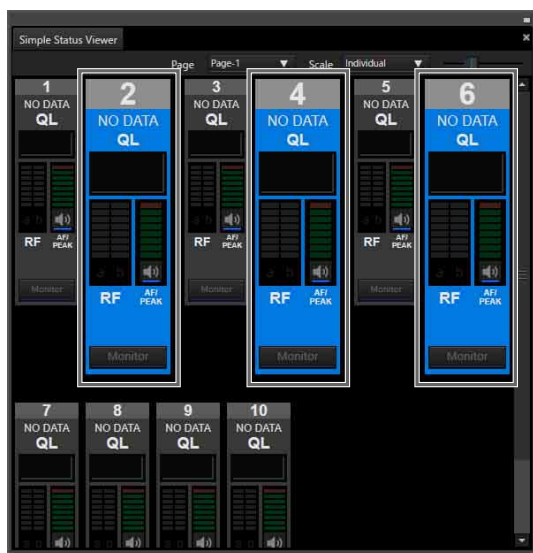 Simple Status Viewer
Page Page-1 Scale Individual
1
NO DATA
QL
a b
RF AF/PEAK
Monitor
2
NO DATA
QL
a b
RF AF/PEAK
Monitor
3
NO DATA
QL
a b
RF AF/PEAK
Monitor
4
NO DATA
QL
a b
RF AF/PEAK
Monitor
5
NO DATA
QL
a b
RF AF/PEAK
Monitor
6
NO DATA
QL
a b
RF AF/PEAK
Monitor
7
NO DATA
QL
a b
8
NO DATA
QL
a b
9
NO DATA
QL
a b
10
NO DATA
QL
a b